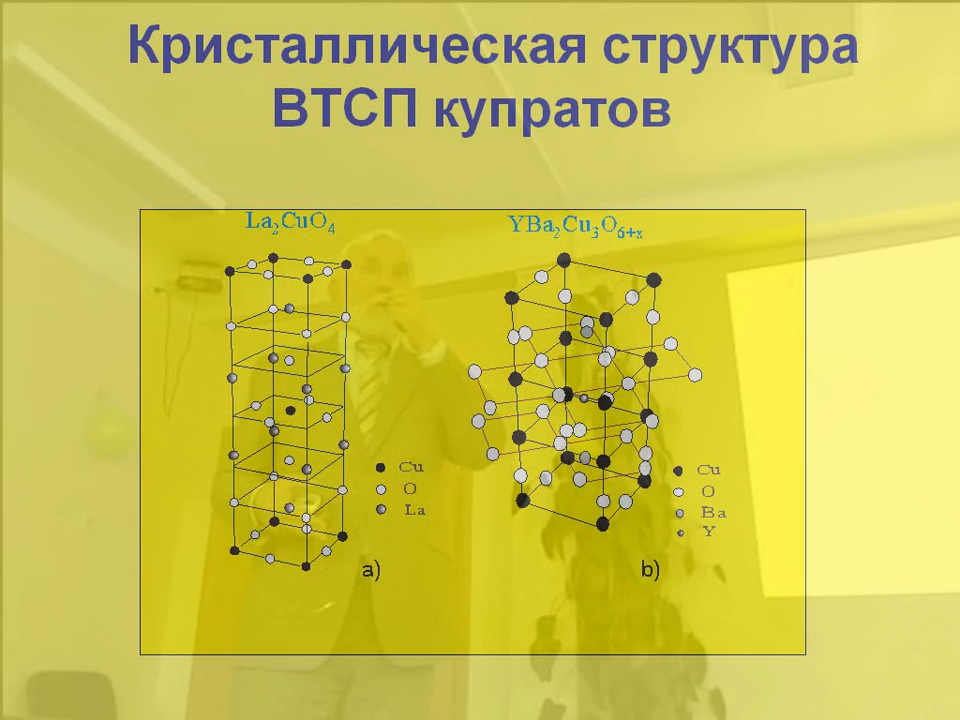 Кристаллическая структура
ВТСП купратов
La₂CuO₄
YBa₂Cu₃O₆₊ₓ
Cu
O
La
a)
Cu
O
Ba
Y
b)